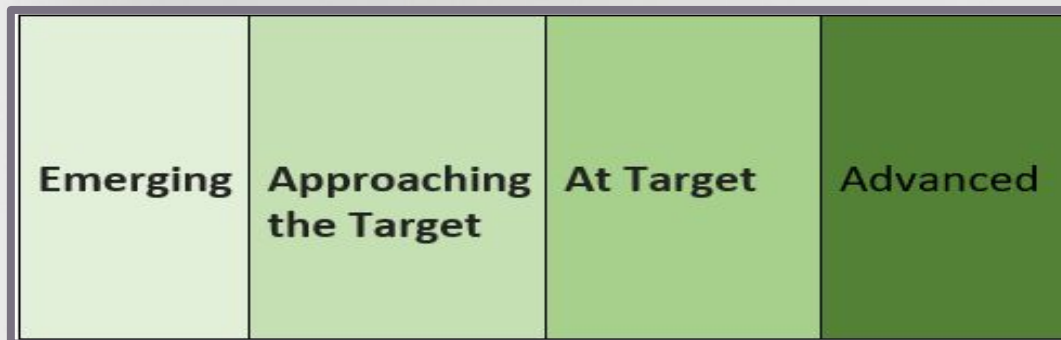 Emerging
Approaching
the Target
At Target
Advanced